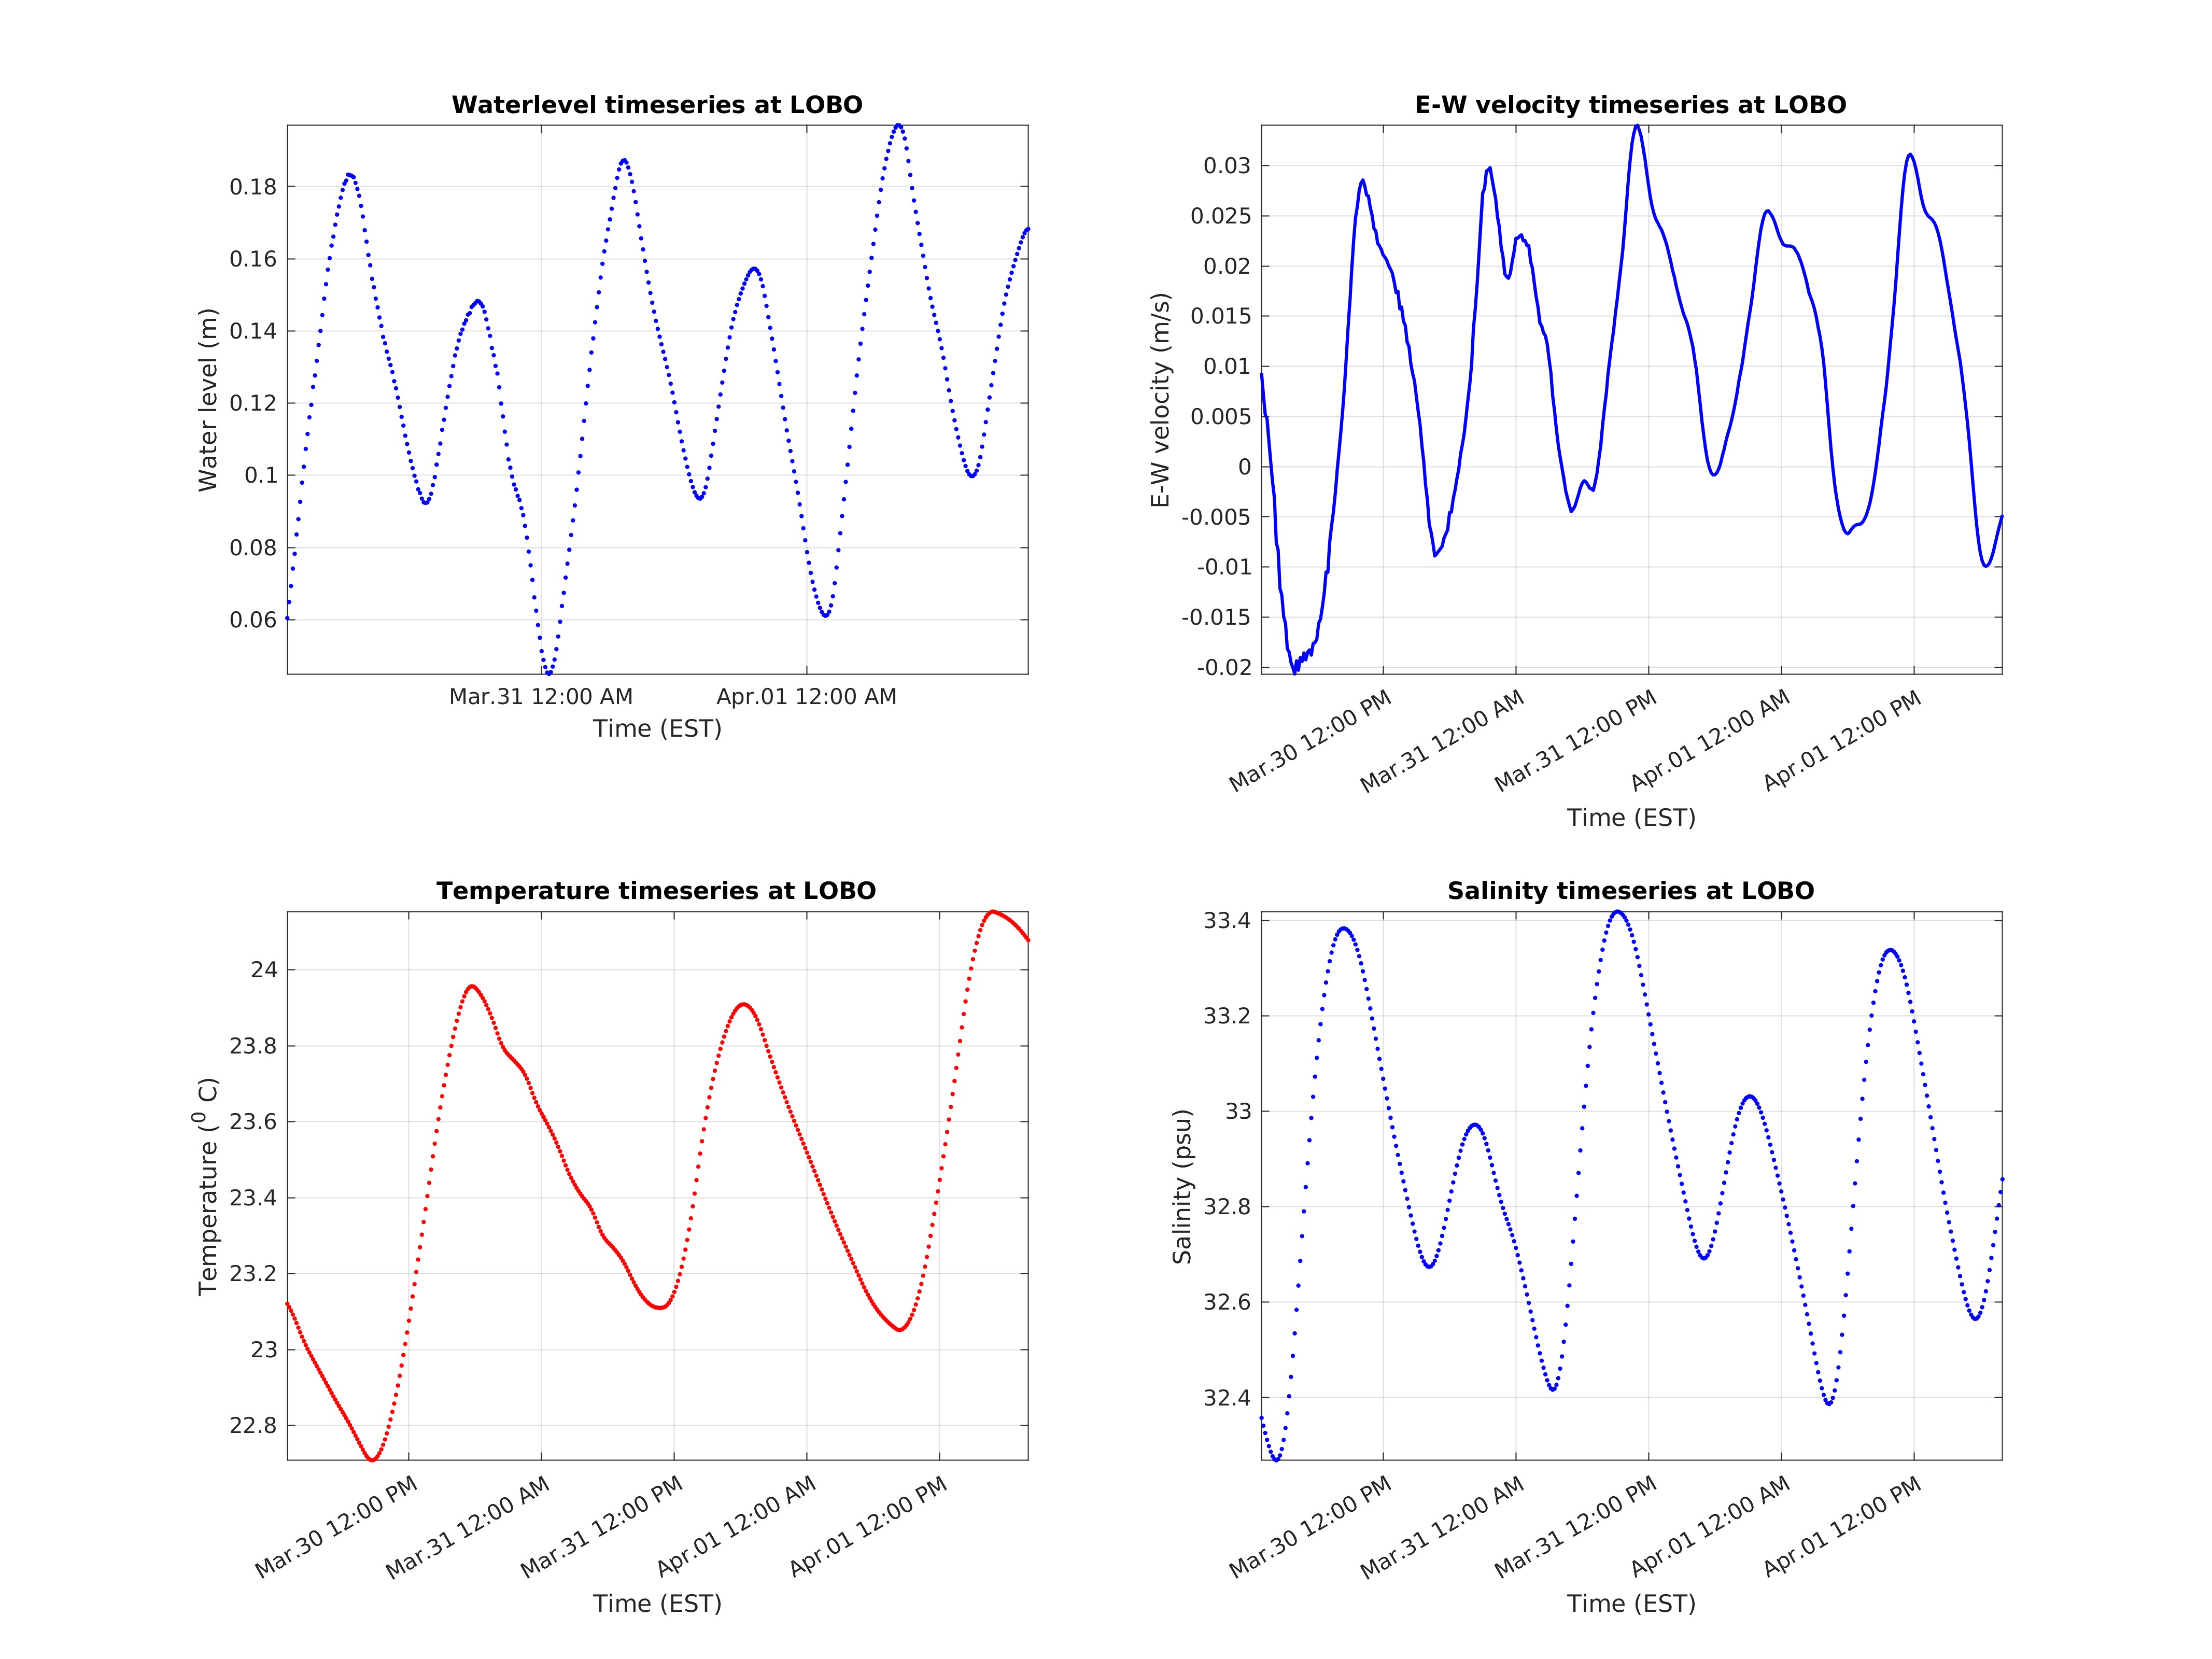 Waterlevel timeseries at LOBO
0.18
0.16
0.14
0.12
0.1
0.08
0.06
Water level (m)
Mar.31 12:00 AM
Apr.01 12:00 AM
Time (EST)
E-W velocity timeseries at LOBO
0.03
0.025
0.02
0.015
0.01
0.005
0
-0.005
-0.01
-0.015
-0.02
E-W velocity (m/s)
Mar.30 12:00 PM
Mar.31 12:00 AM
Mar.31 12:00 PM
Apr.01 12:00 AM
Apr.01 12:00 PM
Time (EST)
Temperature timeseries at LOBO
24
23.8
23.6
23.4
23.2
23
22.8
Temperature (⁰ C)
Mar.30 12:00 PM
Mar.31 12:00 AM
Mar.31 12:00 PM
Apr.01 12:00 AM
Apr.01 12:00 PM
Time (EST)
Salinity timeseries at LOBO
33.4
33.2
33
32.8
32.6
32.4
Salinity (psu)
Mar.30 12:00 PM
Mar.31 12:00 AM
Mar.31 12:00 PM
Apr.01 12:00 AM
Apr.01 12:00 PM
Time (EST)